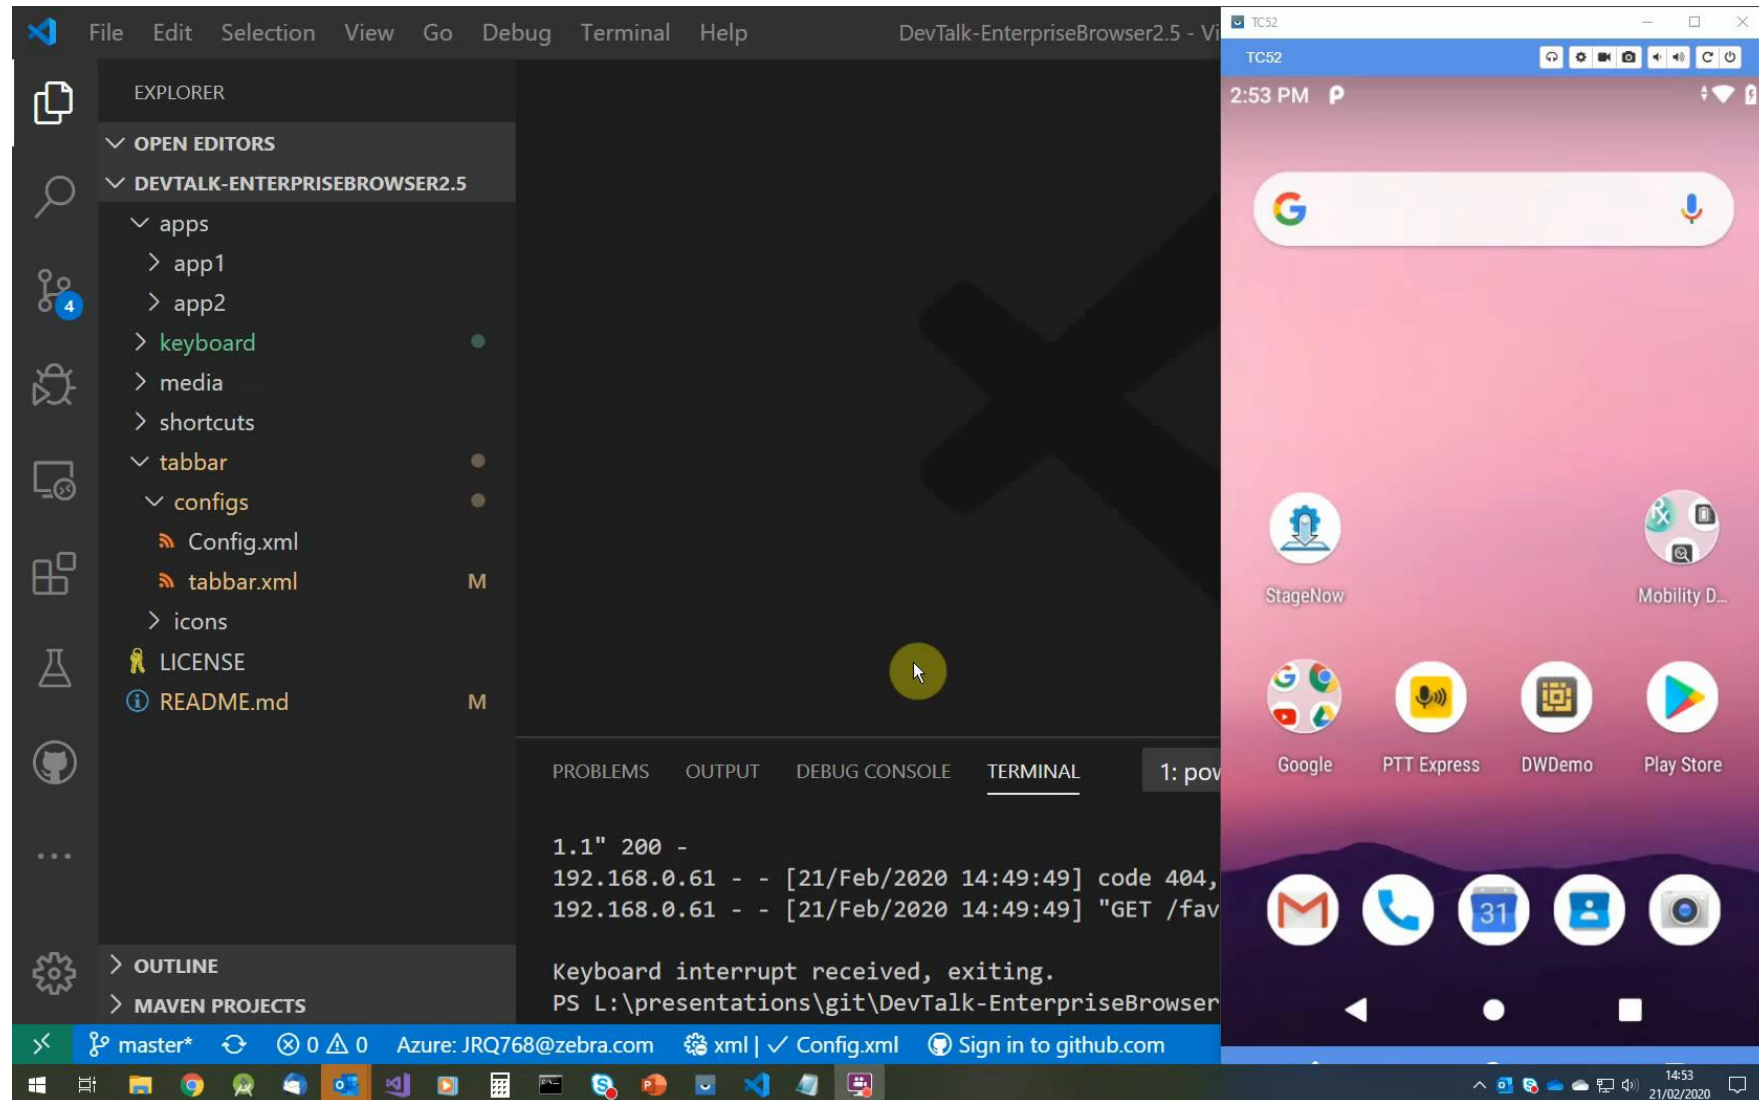 File Edit Selection View Go Debug Terminal Help DevTalk-EnterpriseBrowser2.5 - Vi
EXPLORER
OPEN EDITORS
DEVTALK-ENTERPRISEBROWSER2.5
apps
app1
app2
keyboard
media
shortcuts
tabbar
configs
Config.xml
tabbar.xml M
icons
LICENSE
README.md M
OUTLINE
MAVEN PROJECTS
4
PROBLEMS OUTPUT DEBUG CONSOLE TERMINAL 1: pow
1.1" 200 -
192.168.0.61 - - [21/Feb/2020 14:49:49] code 404,
192.168.0.61 - - [21/Feb/2020 14:49:49] "GET /fav
Keyboard interrupt received, exiting.
PS L:\presentations\git\DevTalk-EnterpriseBrowser
master* 0 0 Azure: JRQ768@zebra.com xml | ✓ Config.xml Sign in to github.com
TC52
TC52
2:53 PM
StageNow
Mobility D...
Google PTT Express DWDemo Play Store
31
14:53
21/02/2020